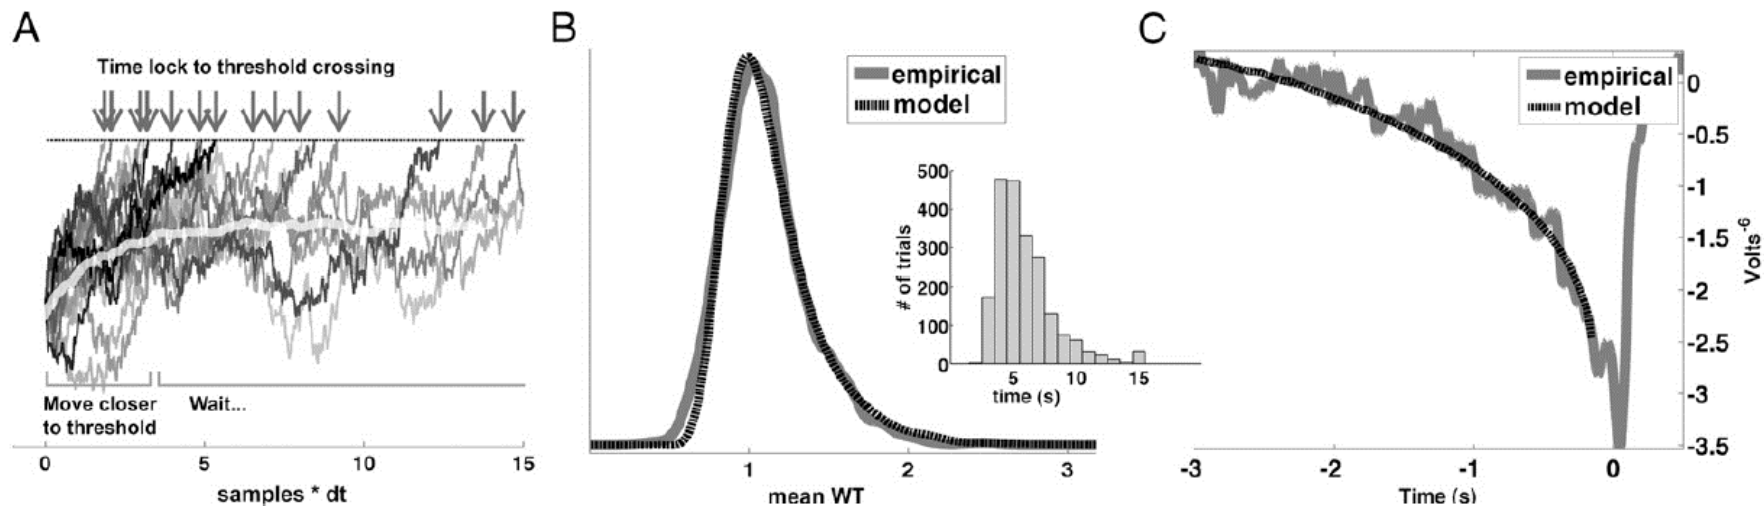 A
Time lock to threshold crossing
Move closer
to threshold
Wait...
0 5 10 15
samples * dt
B
empirical
model
500
400
300
200
100
0
# of trials
5 10 15
time (s)
1 2 3
mean WT
C
empirical
model
0
-0.5
-1
-1.5
-2
-2.5
-3
-3.5
Volts-6
-3 -2 -1 0
Time (s)